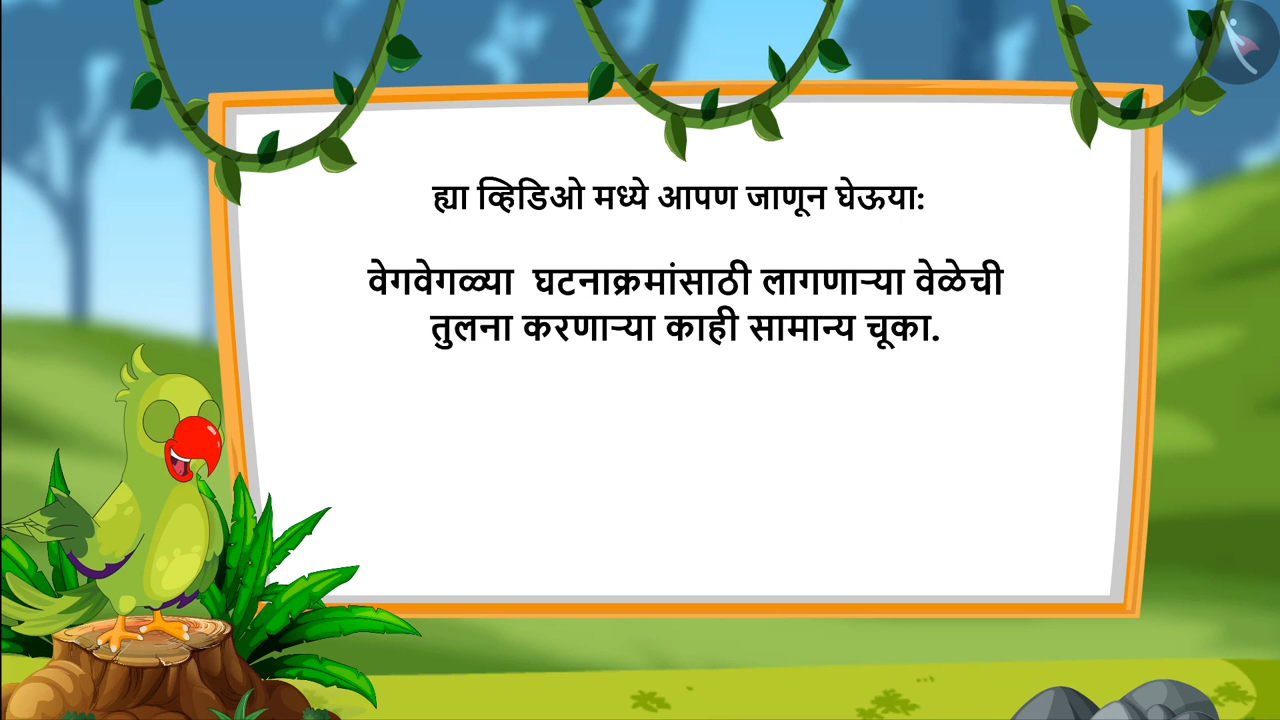 ह्या व्हिडिओ मध्ये आपण जाणून घेऊया:
वेगवेगळ्या घटनाक्रमांसाठी लागणाऱ्या वेळेची
तुलना करणाऱ्या काही सामान्य चूका.